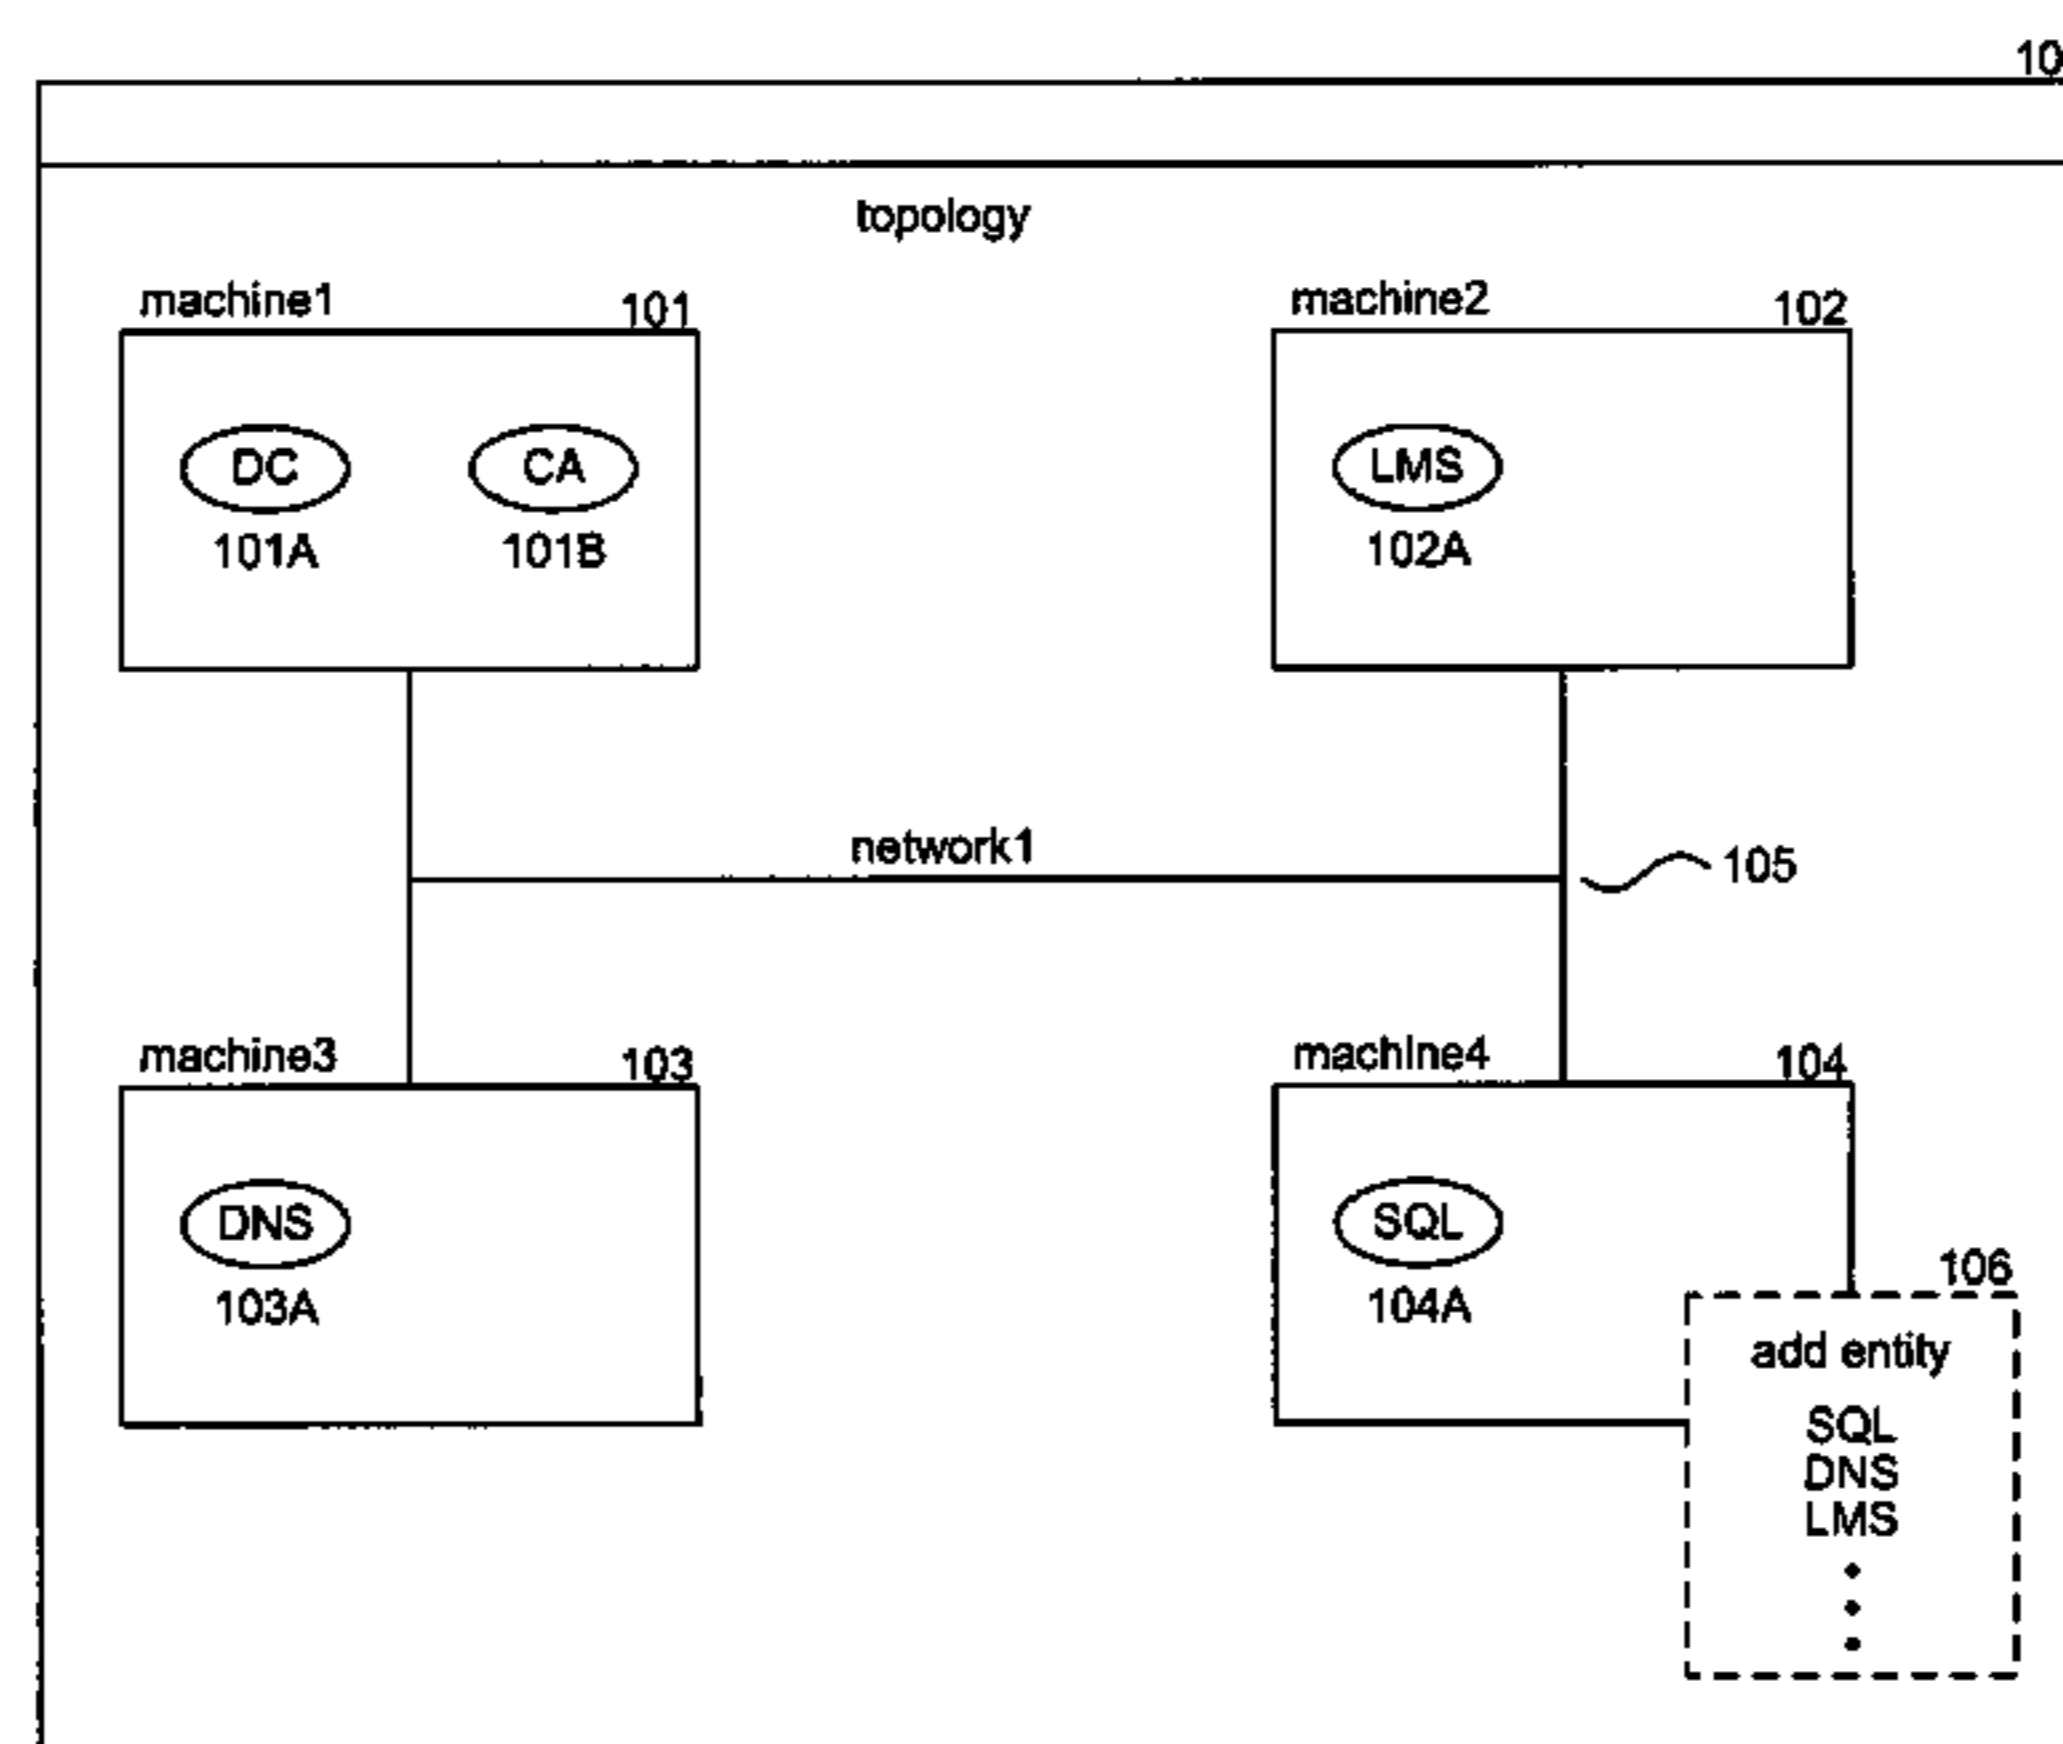 topology
machine1 101
machine2 102
DC
CA
LMS
101A
101B
102A
network1
105
machine3 103
machine4 104
DNS
SQL
103A
104A
106
add entity
SQL
DNS
LMS